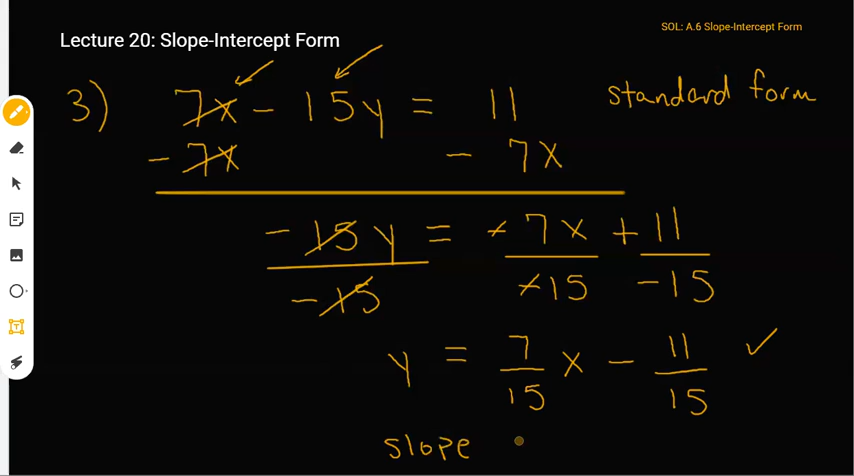 SOL: A.6 Slope-Intercept Form
Lecture 20: Slope-Intercept Form
3) 7x - 15y = 11 standard form
- 7x - 7x
- 15 y = - 7x + 11
- 15 - 15 - 15
y = 7/15 x - 11/15 ✓
slope